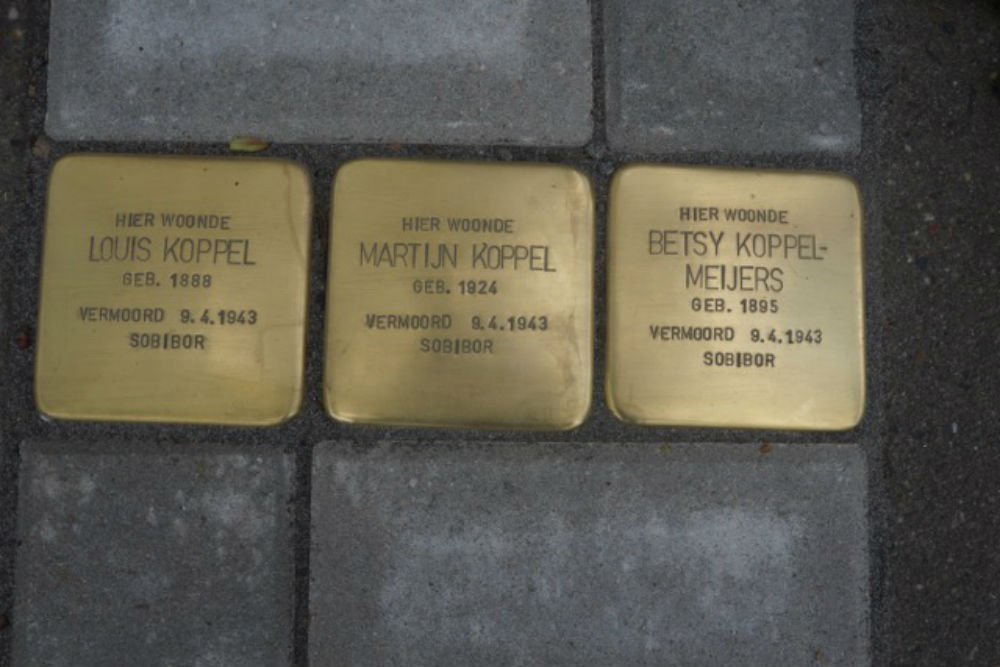 HIER WOONDE
LOUIS KOPPEL
GEB. 1888
VERMOORD 9.4.1943
SOBIBOR
HIER WOONDE
MARTIJN KOPPEL
GEB. 1924
VERMOORD 9.4.1943
SOBIBOR
HIER WOONDE
BETSY KOPPEL-
MEIJERS
GEB. 1895
VERMOORD 9.4.1943
SOBIBOR